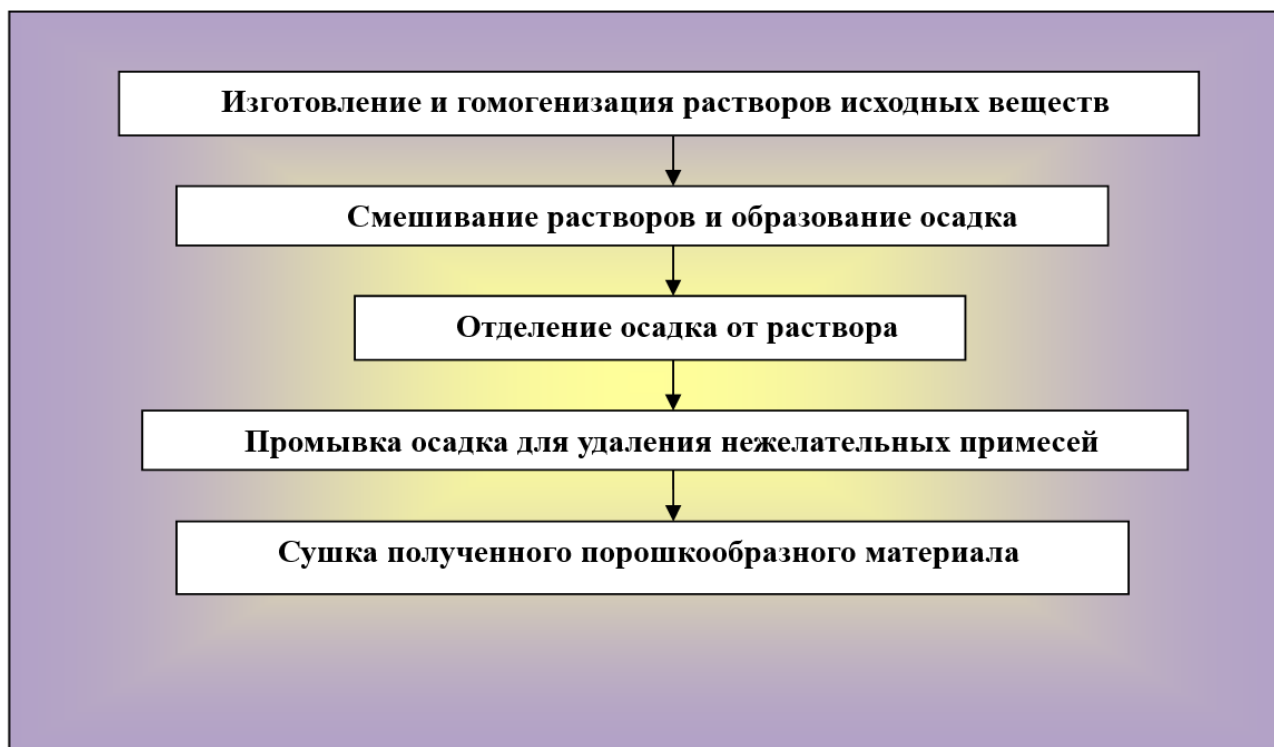 Изготовление и гомогенизация растворов исходных веществ
Смешивание растворов и образование осадка
Отделение осадка от раствора
Промывка осадка для удаления нежелательных примесей
Сушка полученного порошкообразного материала